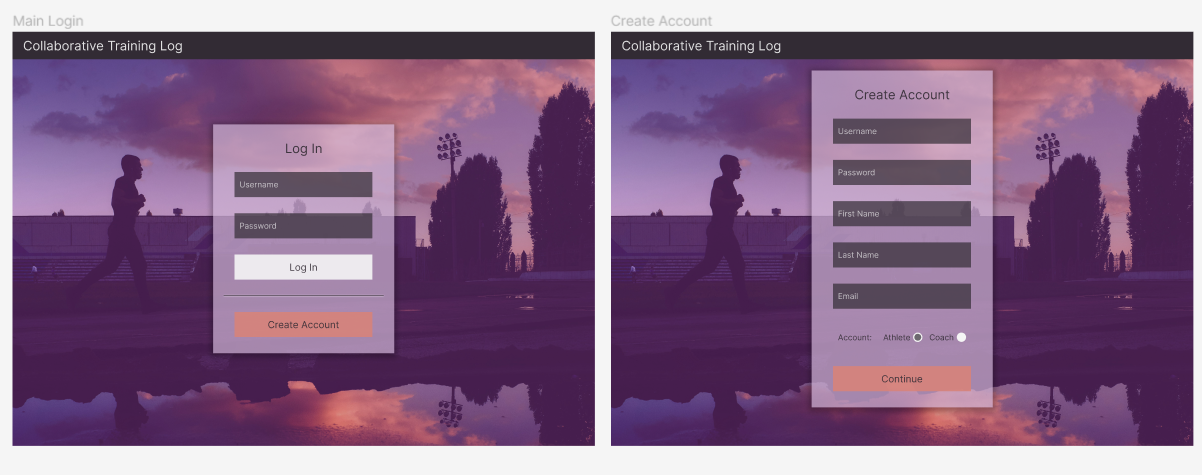 Main Login
Collaborative Training Log
Log In
Username
Password
Log In
Create Account
Create Account
Collaborative Training Log
Create Account
Username
Password
First Name
Last Name
Email
Account: Athlete Coach
Continue